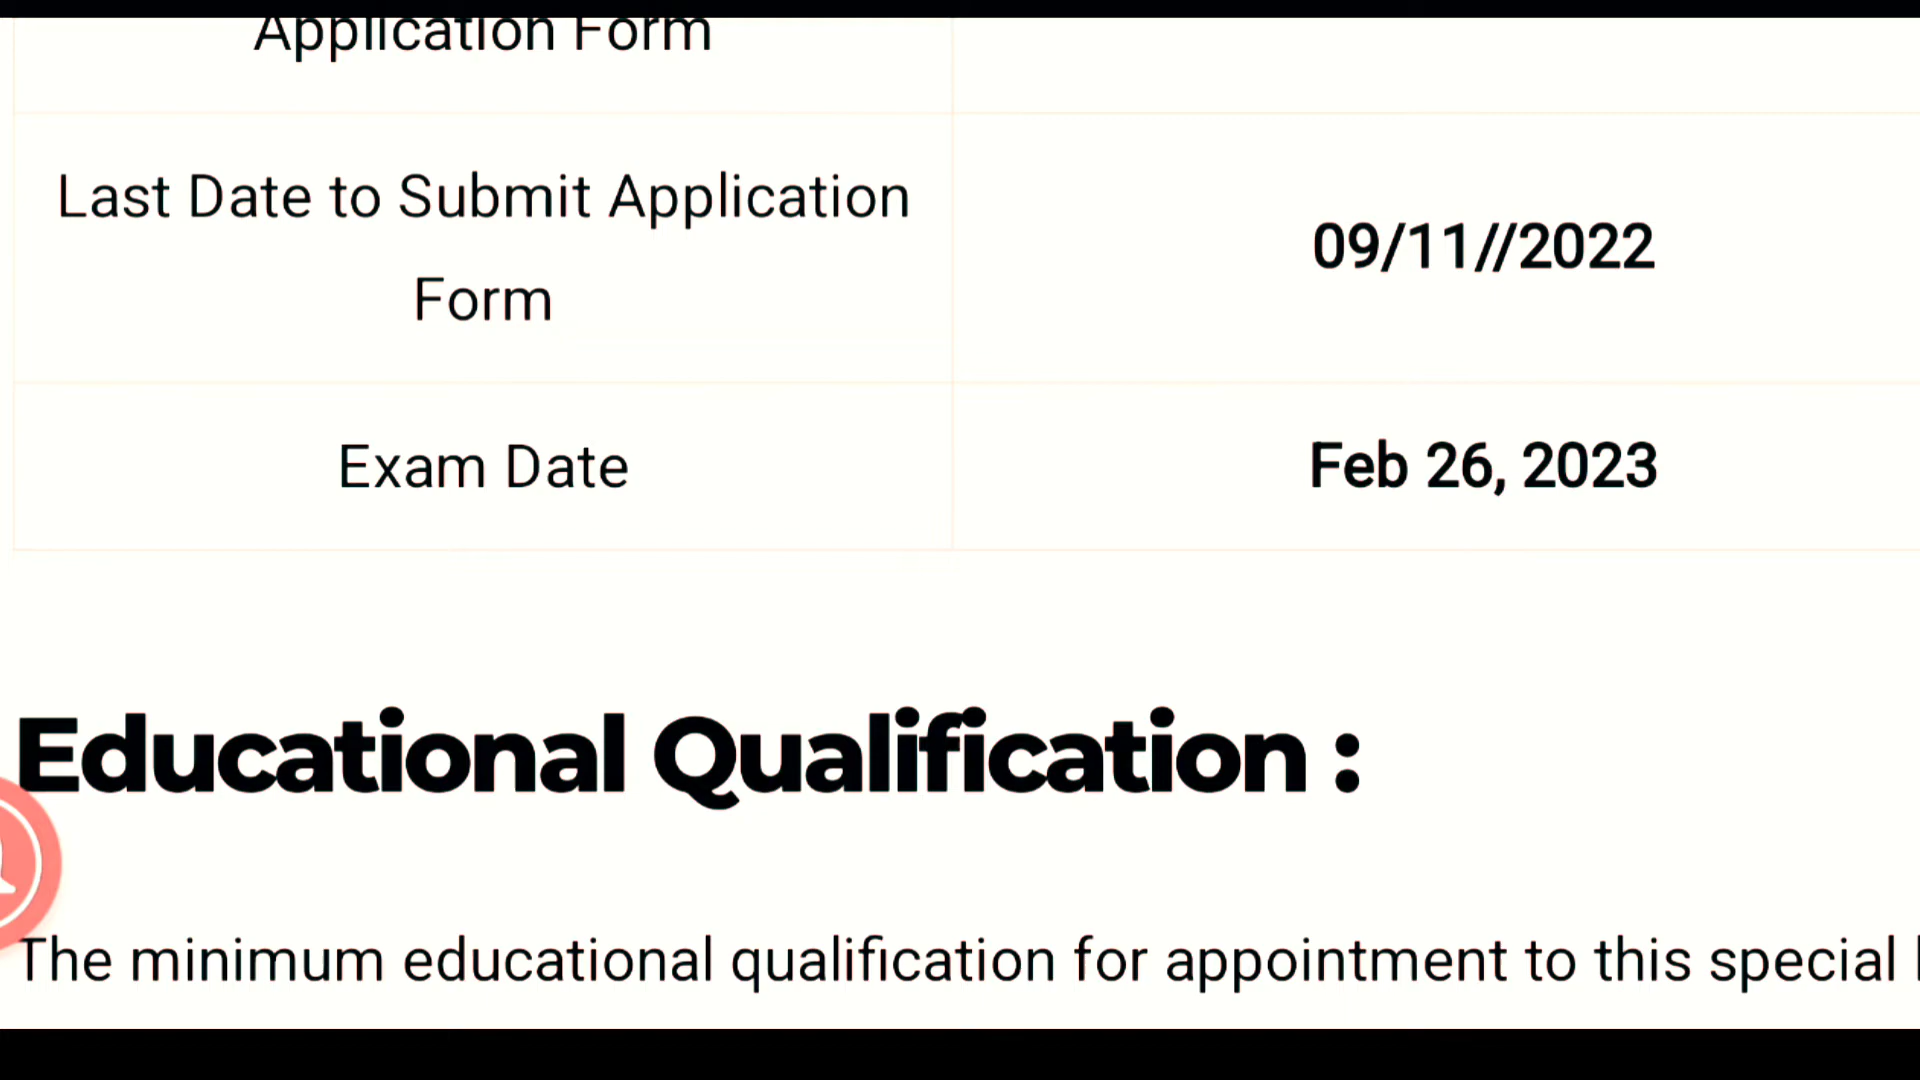 Application Form
Last Date to Submit Application
Form
09/11//2022
Exam Date
Feb 26, 2023
Educational Qualification :
The minimum educational qualification for appointment to this special